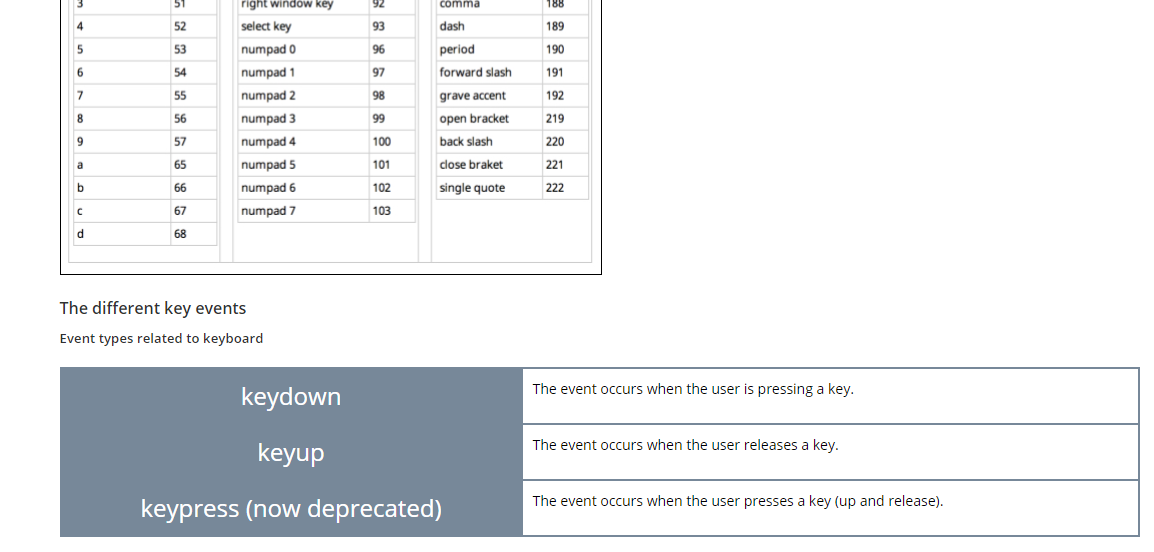 3 51 right window key 92 comma 188
4 52 select key 93 dash 189
5 53 numpad 0 96 period 190
6 54 numpad 1 97 forward slash 191
7 55 numpad 2 98 grave accent 192
8 56 numpad 3 99 open bracket 219
9 57 numpad 4 100 back slash 220
a 65 numpad 5 101 close braket 221
b 66 numpad 6 102 single quote 222
c 67 numpad 7 103
d 68
The different key events
Event types related to keyboard
keydown The event occurs when the user is pressing a key.
keyup The event occurs when the user releases a key.
keypress (now deprecated) The event occurs when the user presses a key (up and release).